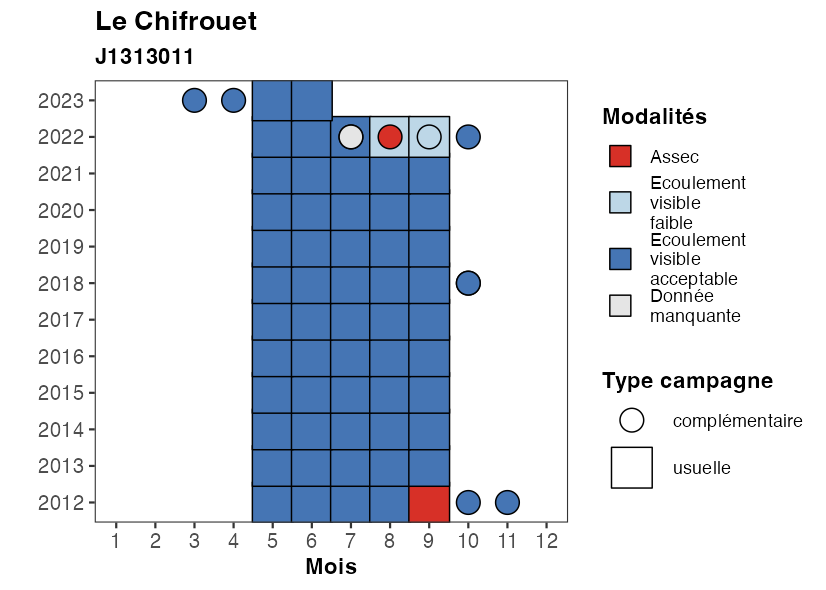 Le Chifrouet
J1313011
2023
2022
2021
2020
2019
2018
2017
2016
2015
2014
2013
2012
1 2 3 4 5 6 7 8 9 10 11 12
Mois
Modalités
Assec
Ecoulement
visible
faible
Ecoulement
visible
acceptable
Donnée
manquante
Type campagne
complémentaire
usuelle